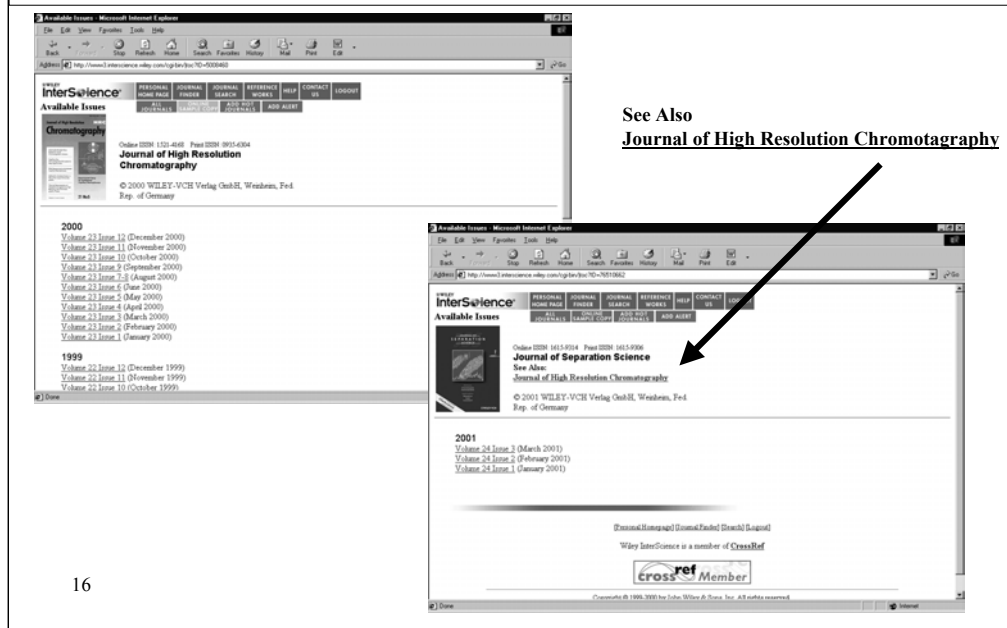 Available Issues - Microsoft Internet Explorer
File Edit View Favorites Tools Help
Back Forward Stop Refresh Home Search Favorites History Mail Print Edit
Address http://www3.interscience.wiley.com/cgi-bin/jtoc?ID=5008460 Go
WILEY
InterScience®
PERSONAL HOME PAGE JOURNAL FINDER JOURNAL SEARCH REFERENCE WORKS HELP CONTACT US LOGOUT
Available Issues
ALL JOURNALS ONLINE SAMPLE COPY ADD HOT JOURNALS ADD ALERT
Chromatography
Online ISSN: 1521-4168 Print ISSN: 0935-6304
Journal of High Resolution
Chromatography
© 2000 WILEY-VCH Verlag GmbH, Weinheim, Fed.
Rep. of Germany
2000
Volume 23 Issue 12 (December 2000)
Volume 23 Issue 11 (November 2000)
Volume 23 Issue 10 (October 2000)
Volume 23 Issue 9 (September 2000)
Volume 23 Issue 7-8 (August 2000)
Volume 23 Issue 6 (June 2000)
Volume 23 Issue 5 (May 2000)
Volume 23 Issue 4 (April 2000)
Volume 23 Issue 3 (March 2000)
Volume 23 Issue 2 (February 2000)
Volume 23 Issue 1 (January 2000)
1999
Volume 22 Issue 12 (December 1999)
Volume 22 Issue 11 (November 1999)
Volume 22 Issue 10 (October 1999)
Done
See Also
Journal of High Resolution Chromotagraphy
Available Issues - Microsoft Internet Explorer
File Edit View Favorites Tools Help
Back Forward Stop Refresh Home Search Favorites History Mail Print Edit
Address http://www3.interscience.wiley.com/cgi-bin/jtoc?ID=76510662 Go
WILEY
InterScience®
PERSONAL HOME PAGE JOURNAL FINDER JOURNAL SEARCH REFERENCE WORKS HELP CONTACT US
Available Issues
ALL JOURNALS ONLINE SAMPLE COPY ADD HOT JOURNALS ADD ALERT
SEPARATION
SCIENCE
Online ISSN: 1615-9314 Print ISSN: 1615-9306
Journal of Separation Science
See Also:
Journal of High Resolution Chromatography
© 2001 WILEY-VCH Verlag GmbH, Weinheim, Fed.
Rep. of Germany
2001
Volume 24 Issue 3 (March 2001)
Volume 24 Issue 2 (February 2001)
Volume 24 Issue 1 (January 2001)
[Personal Homepage] [Journal Finder] [Search] [Logout]
Wiley InterScience is a member of CrossRef
cross ref Member
Copyright © 1999-2000 by John Wiley & Sons, Inc. All rights reserved.
Done Internet
16